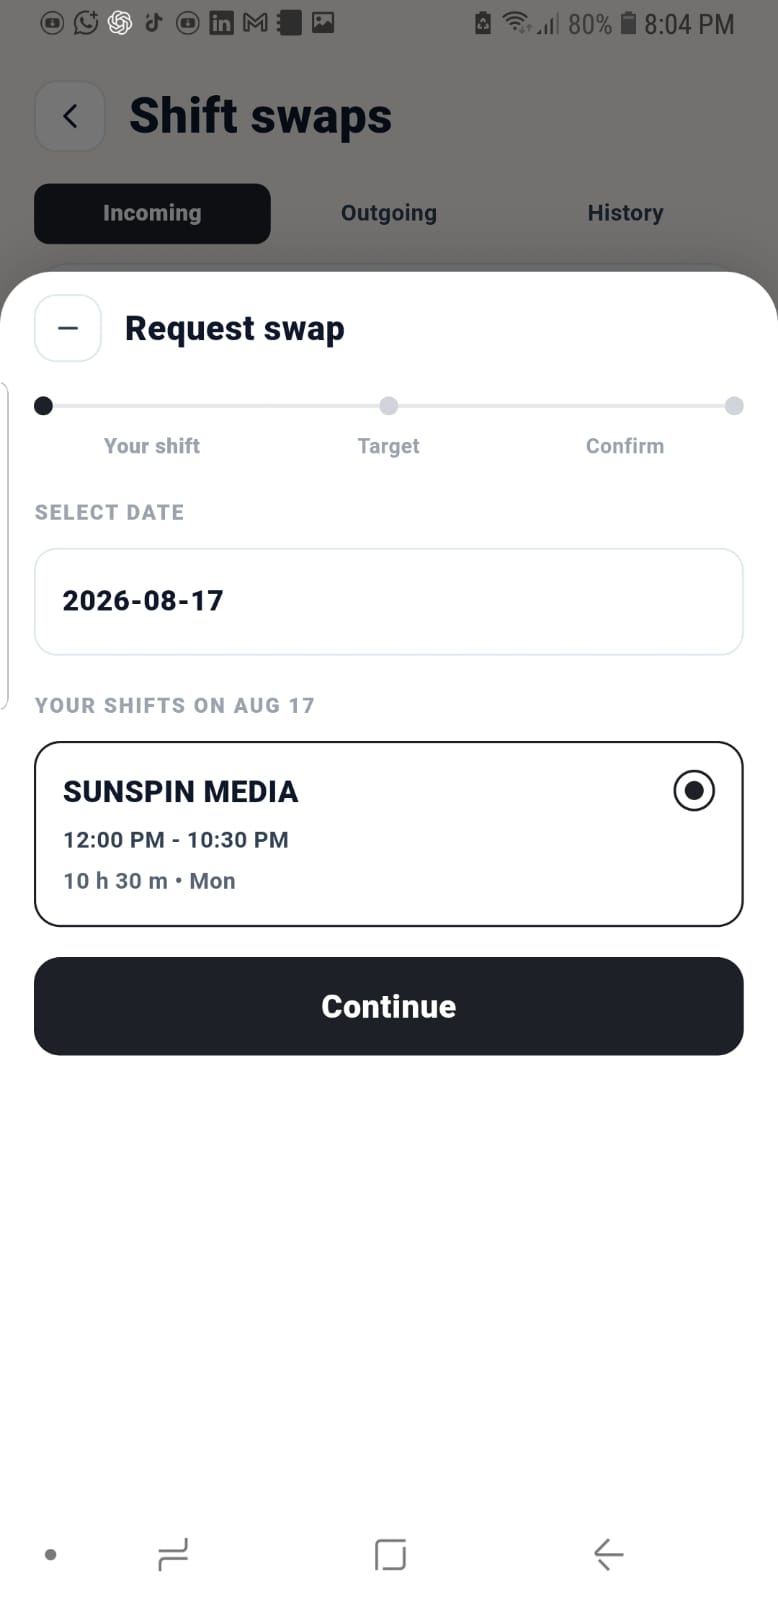 80% 8:04 PM
Shift swaps
Incoming Outgoing History
Request swap
Your shift Target Confirm
SELECT DATE
2026-08-17
YOUR SHIFTS ON AUG 17
SUNSPIN MEDIA
12:00 PM - 10:30 PM
10 h 30 m • Mon
Continue